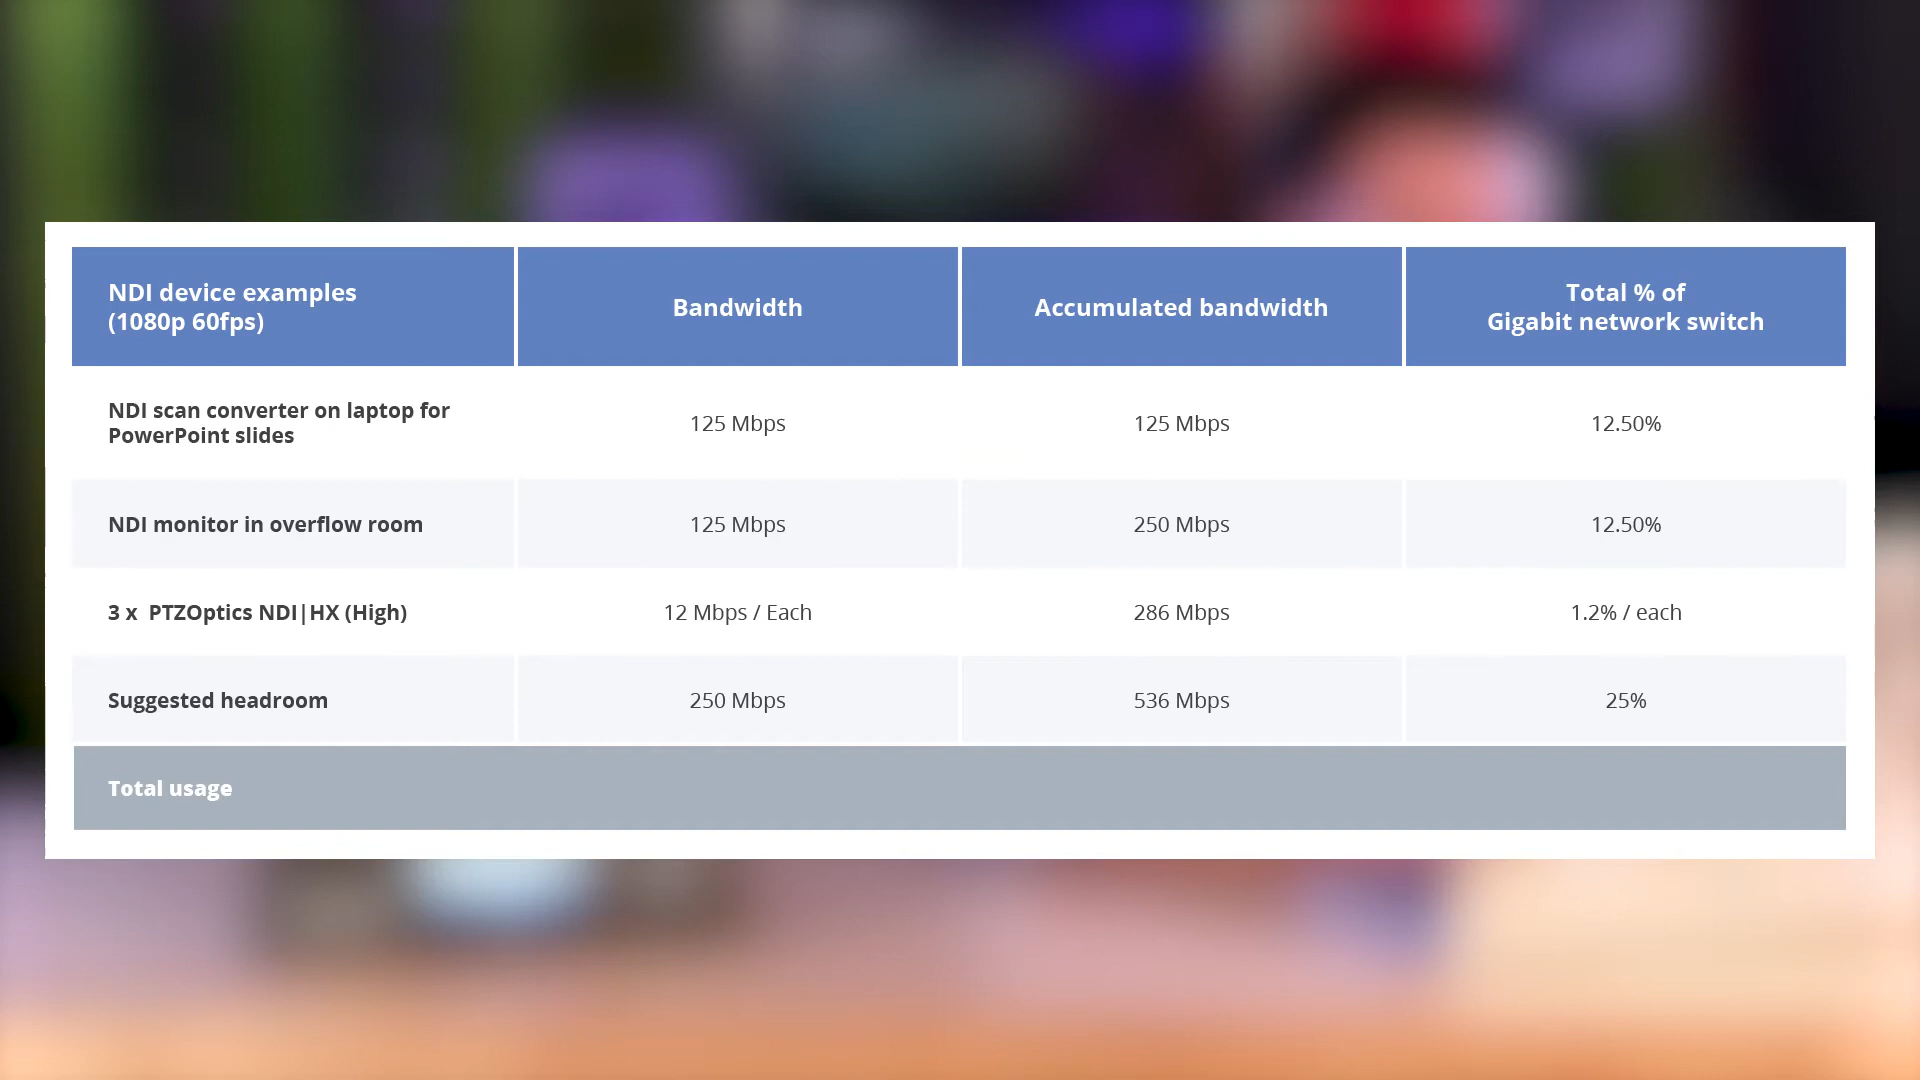 NDI device examples
(1080p 60fps)
Bandwidth
Accumulated bandwidth
Total % of
Gigabit network switch
NDI scan converter on laptop for
PowerPoint slides
125 Mbps
125 Mbps
12.50%
NDI monitor in overflow room
125 Mbps
250 Mbps
12.50%
3 x  PTZOptics NDI|HX (High)
12 Mbps / Each
286 Mbps
1.2% / each
Suggested headroom
250 Mbps
536 Mbps
25%
Total usage